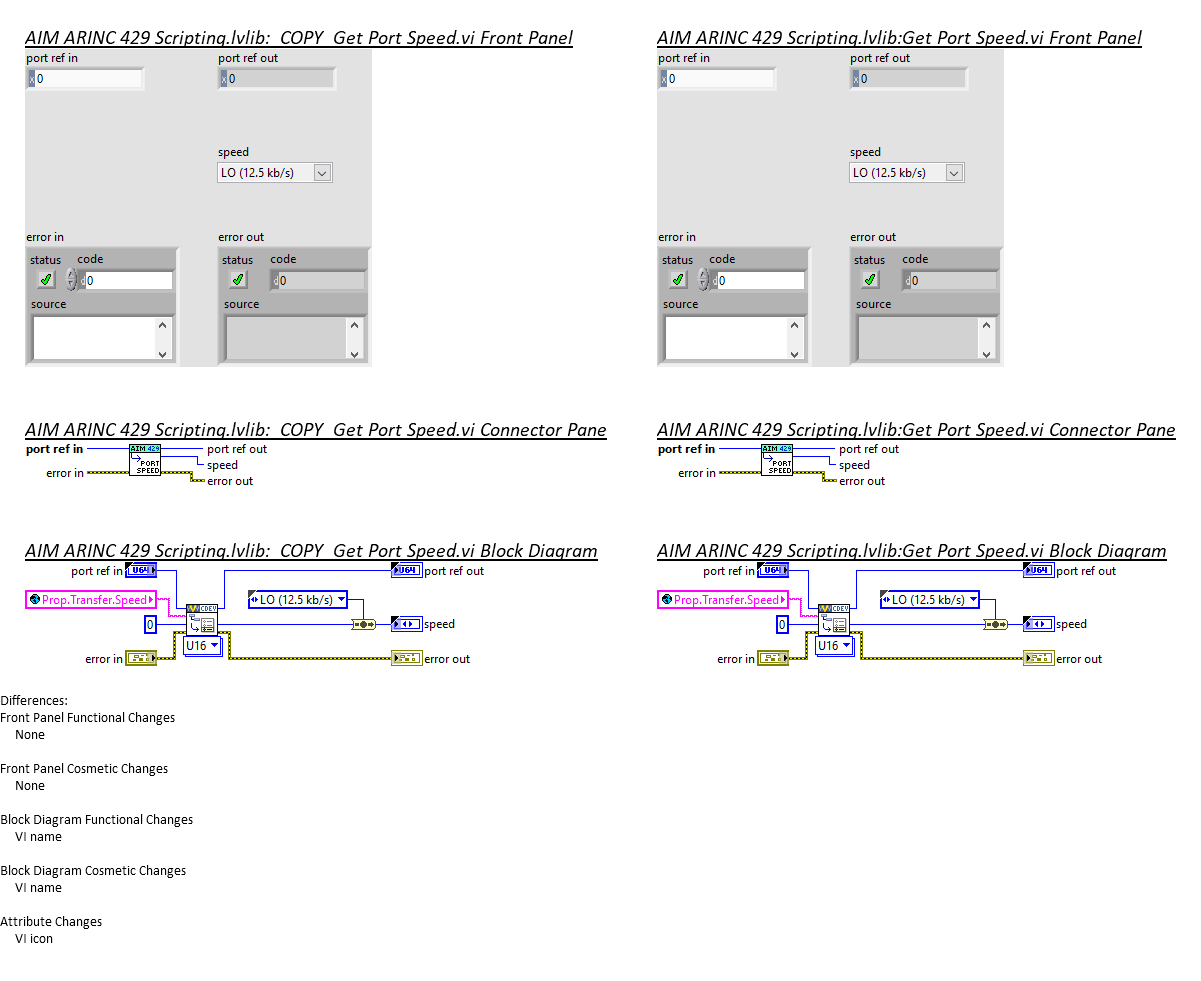 AIM ARINC 429 Scripting.lvlib:_COPY_Get Port Speed.vi Front Panel
port ref in
port ref out
x 0
x 0
speed
LO (12.5 kb/s)
error in
error out
status code
status code
d 0
d 0
source
source
AIM ARINC 429 Scripting.lvlib:_COPY_Get Port Speed.vi Connector Pane
port ref in
AIM 429
PORT
SPEED
port ref out
speed
error in
error out
AIM ARINC 429 Scripting.lvlib:_COPY_Get Port Speed.vi Block Diagram
port ref in
U64
U64
port ref out
Prop.Transfer.Speed
CDEV
LO (12.5 kb/s)
0
speed
U16
error in
error out
AIM ARINC 429 Scripting.lvlib:Get Port Speed.vi Front Panel
port ref in
port ref out
x 0
x 0
speed
LO (12.5 kb/s)
error in
error out
status code
status code
d 0
d 0
source
source
AIM ARINC 429 Scripting.lvlib:Get Port Speed.vi Connector Pane
port ref in
AIM 429
PORT
SPEED
port ref out
speed
error in
error out
AIM ARINC 429 Scripting.lvlib:Get Port Speed.vi Block Diagram
port ref in
U64
U64
port ref out
Prop.Transfer.Speed
CDEV
LO (12.5 kb/s)
0
speed
U16
error in
error out
Differences:
Front Panel Functional Changes
None
Front Panel Cosmetic Changes
None
Block Diagram Functional Changes
VI name
Block Diagram Cosmetic Changes
VI name
Attribute Changes
VI icon